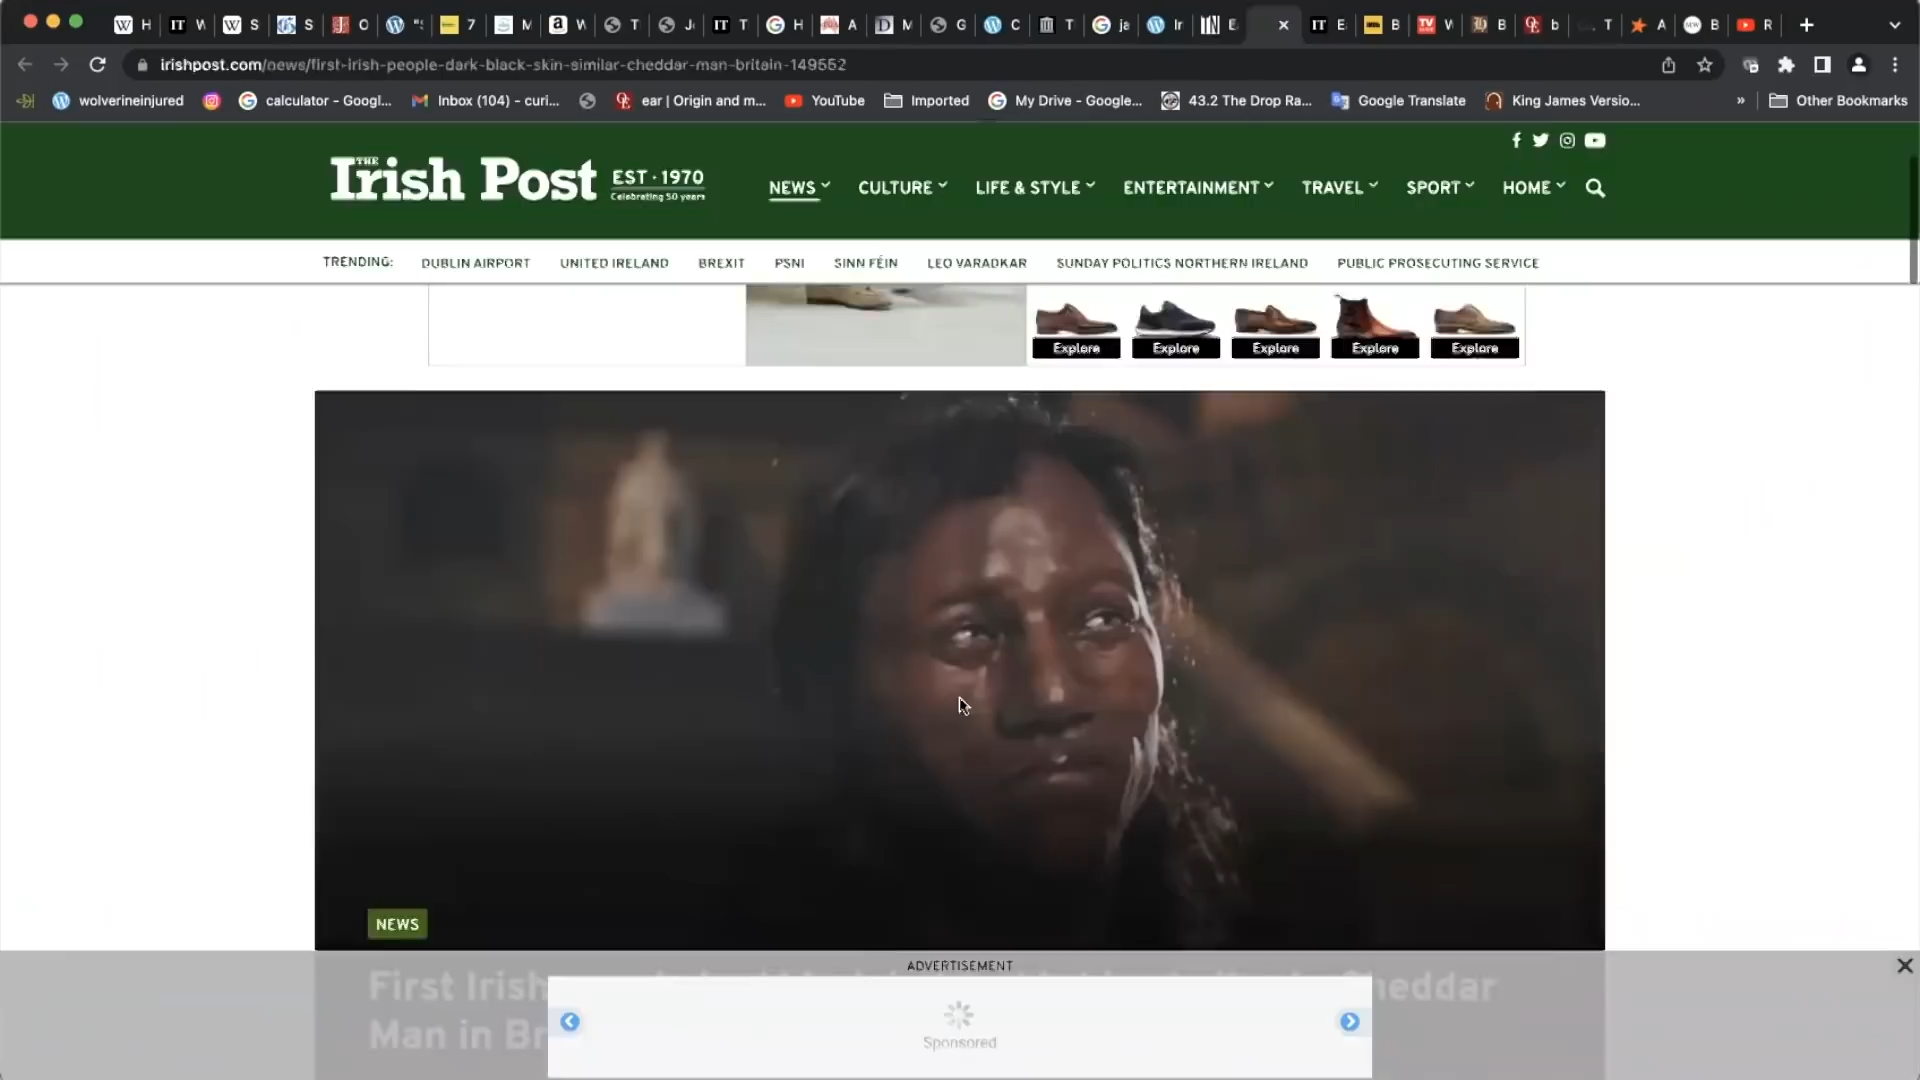 H W W S S O "S 7 M W T J T H A M G C T ja Ir E E B W B b T A B R
irishpost.com/news/first-irish-people-dark-black-skin-similar-cheddar-man-britain-149552
wolverineinjured calculator - Googl... Inbox (104) - curi... ear | Origin and m... YouTube Imported My Drive - Google... 43.2 The Drop Ra... Google Translate King James Versio... » Other Bookmarks
THE Irish Post EST · 1970
Celebrating 50 years
NEWS CULTURE LIFE & STYLE ENTERTAINMENT TRAVEL SPORT HOME
TRENDING: DUBLIN AIRPORT UNITED IRELAND BREXIT PSNI SINN FÉIN LEO VARADKAR SUNDAY POLITICS NORTHERN IRELAND PUBLIC PROSECUTING SERVICE
Explore Explore Explore Explore Explore
NEWS
ADVERTISEMENT
First Irish Cheddar
Man in Br
Sponsored